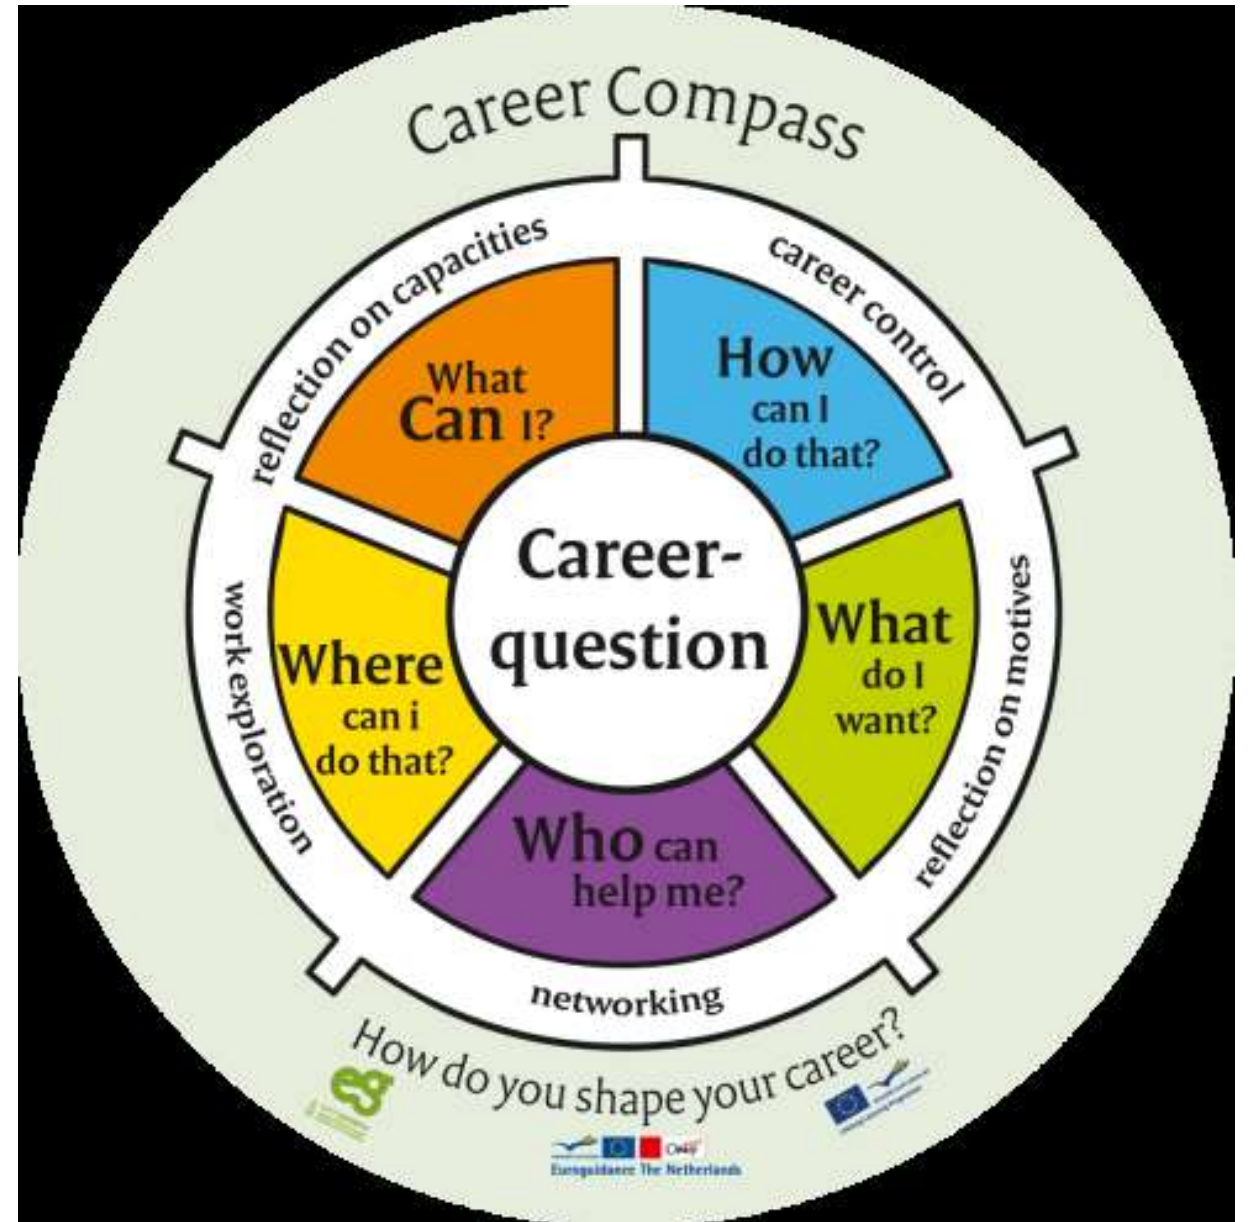 Career Compass
reflection on capacities
career control
What
Can I?
How
can I
do that?
Career-
question
What
do I
want?
reflection on motives
Where
can i
do that?
work exploration
Who can
help me?
networking
How do you shape your career?
eg
Euroguidance The Netherlands